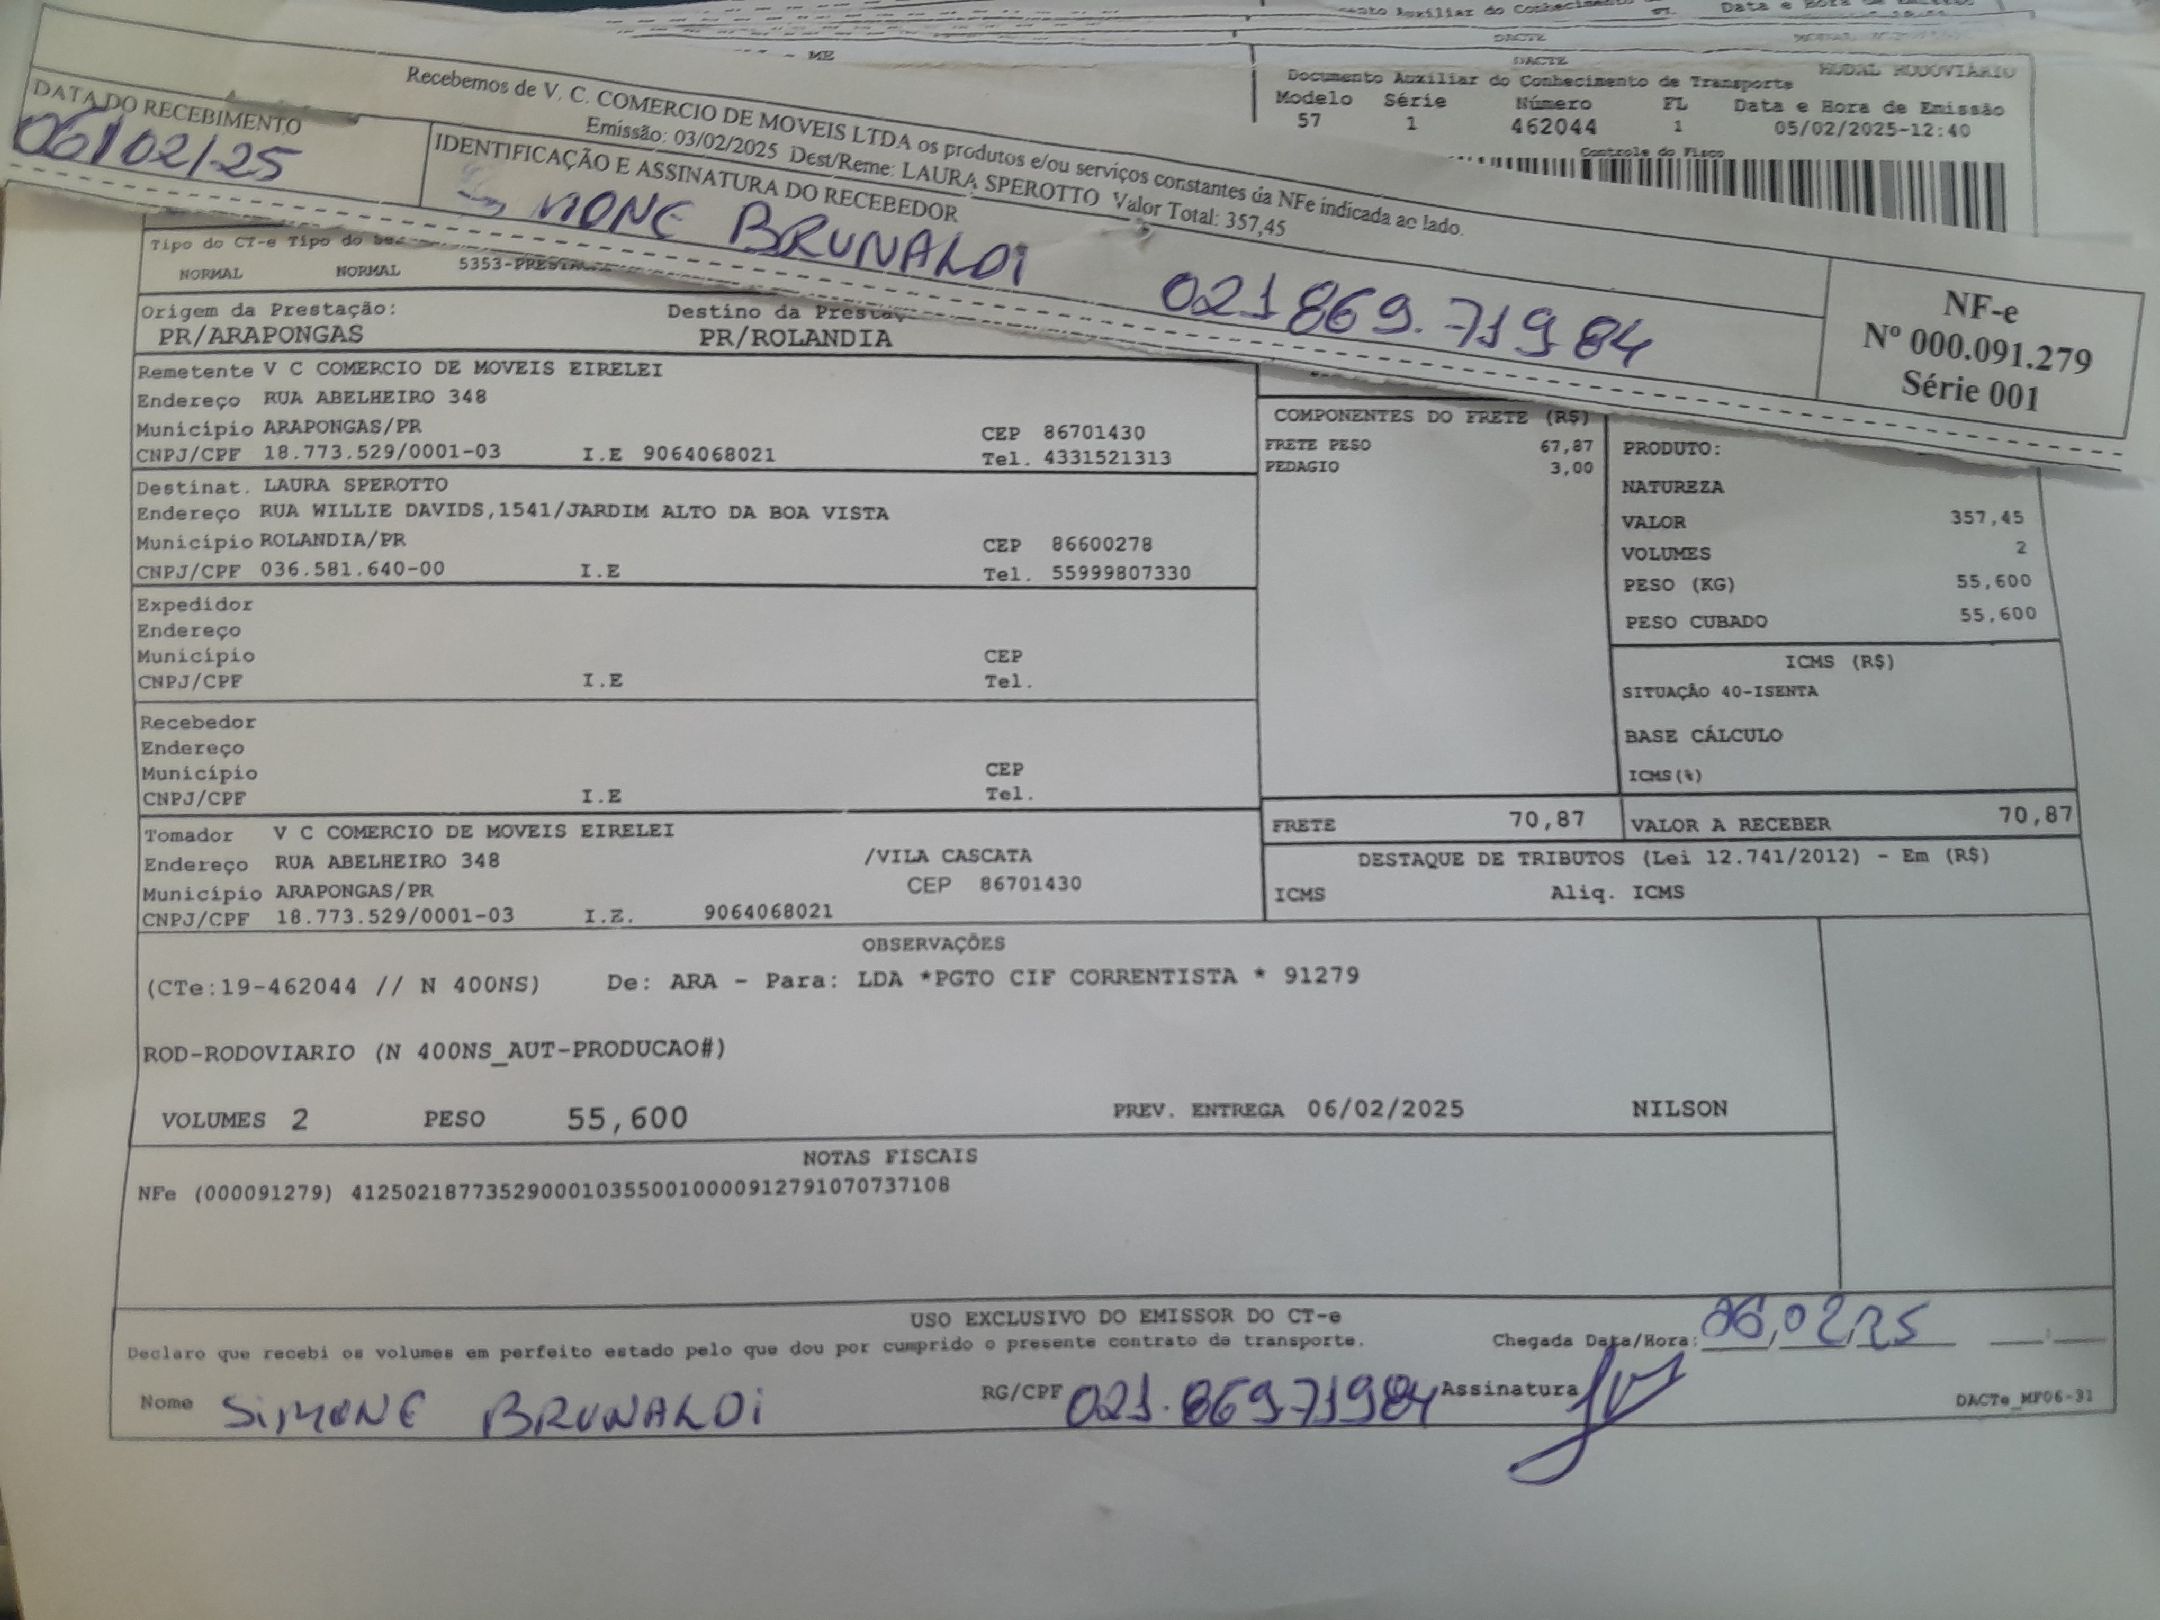 Recebemos de V. C. COMERCIO DE MOVEIS LTDA os produtos e/ou serviços constantes da NFe indicada ao lado.
Emissão: 03/02/2025 Dest/Reme: LAURA SPEROTTO Valor Total: 357,45
DATA DO RECEBIMENTO
06/02/25
IDENTIFICAÇÃO E ASSINATURA DO RECEBEDOR
SIMONE BRUNALDI 021869.71984
NF-e
Nº 000.091.279
Série 001
- ME
DACTE
MODAL RODOVIÁRIO
Documento Auxiliar do Conhecimento de Transporte
Modelo Série Número FL Data e Hora de Emissão
57 1 462044 1 05/02/2025-12:40
Controle do Fisco
Tipo do CT-e Tipo do
NORMAL NORMAL 5353-
Origem da Prestação: Destino da
PR/ARAPONGAS PR/ROLANDIA
Remetente V C COMERCIO DE MOVEIS EIRELEI
Endereço RUA ABELHEIRO 348
Município ARAPONGAS/PR CEP 86701430
CNPJ/CPF 18.773.529/0001-03 I.E 9064068021 Tel. 4331521313
Destinat. LAURA SPEROTTO
Endereço RUA WILLIE DAVIDS,1541/JARDIM ALTO DA BOA VISTA
Município ROLANDIA/PR CEP 86600278
CNPJ/CPF 036.581.640-00 I.E Tel. 55999807330
Expedidor
Endereço
Município CEP
CNPJ/CPF I.E Tel.
Recebedor
Endereço
Município CEP
CNPJ/CPF I.E Tel.
Tomador V C COMERCIO DE MOVEIS EIRELEI
Endereço RUA ABELHEIRO 348 /VILA CASCATA
Município ARAPONGAS/PR CEP 86701430
CNPJ/CPF 18.773.529/0001-03 I.E. 9064068021
COMPONENTES DO FRETE (R$)
FRETE PESO 67,87
PEDAGIO 3,00
PRODUTO:
NATUREZA
VALOR 357,45
VOLUMES 2
PESO (KG) 55,600
PESO CUBADO 55,600
ICMS (R$)
SITUAÇÃO 40-ISENTA
BASE CÁLCULO
ICMS(%)
FRETE 70,87 VALOR A RECEBER 70,87
DESTAQUE DE TRIBUTOS (Lei 12.741/2012) - Em (R$)
ICMS Aliq. ICMS
OBSERVAÇÕES
(CTe:19-462044 // N 400NS) De: ARA - Para: LDA *PGTO CIF CORRENTISTA * 91279
ROD-RODOVIARIO (N 400NS_AUT-PRODUCAO#)
VOLUMES 2 PESO 55,600 PREV. ENTREGA 06/02/2025 NILSON
NOTAS FISCAIS
NFe (000091279) 41250218773529000103550010000912791070737108
USO EXCLUSIVO DO EMISSOR DO CT-e
Declaro que recebi os volumes em perfeito estado pelo que dou por cumprido o presente contrato de transporte. Chegada Data/Hora: 06,02,25
Nome SiMONE BRUNALDi RG/CPF 021.869.71984 Assinatura
DACTe_MF06-31